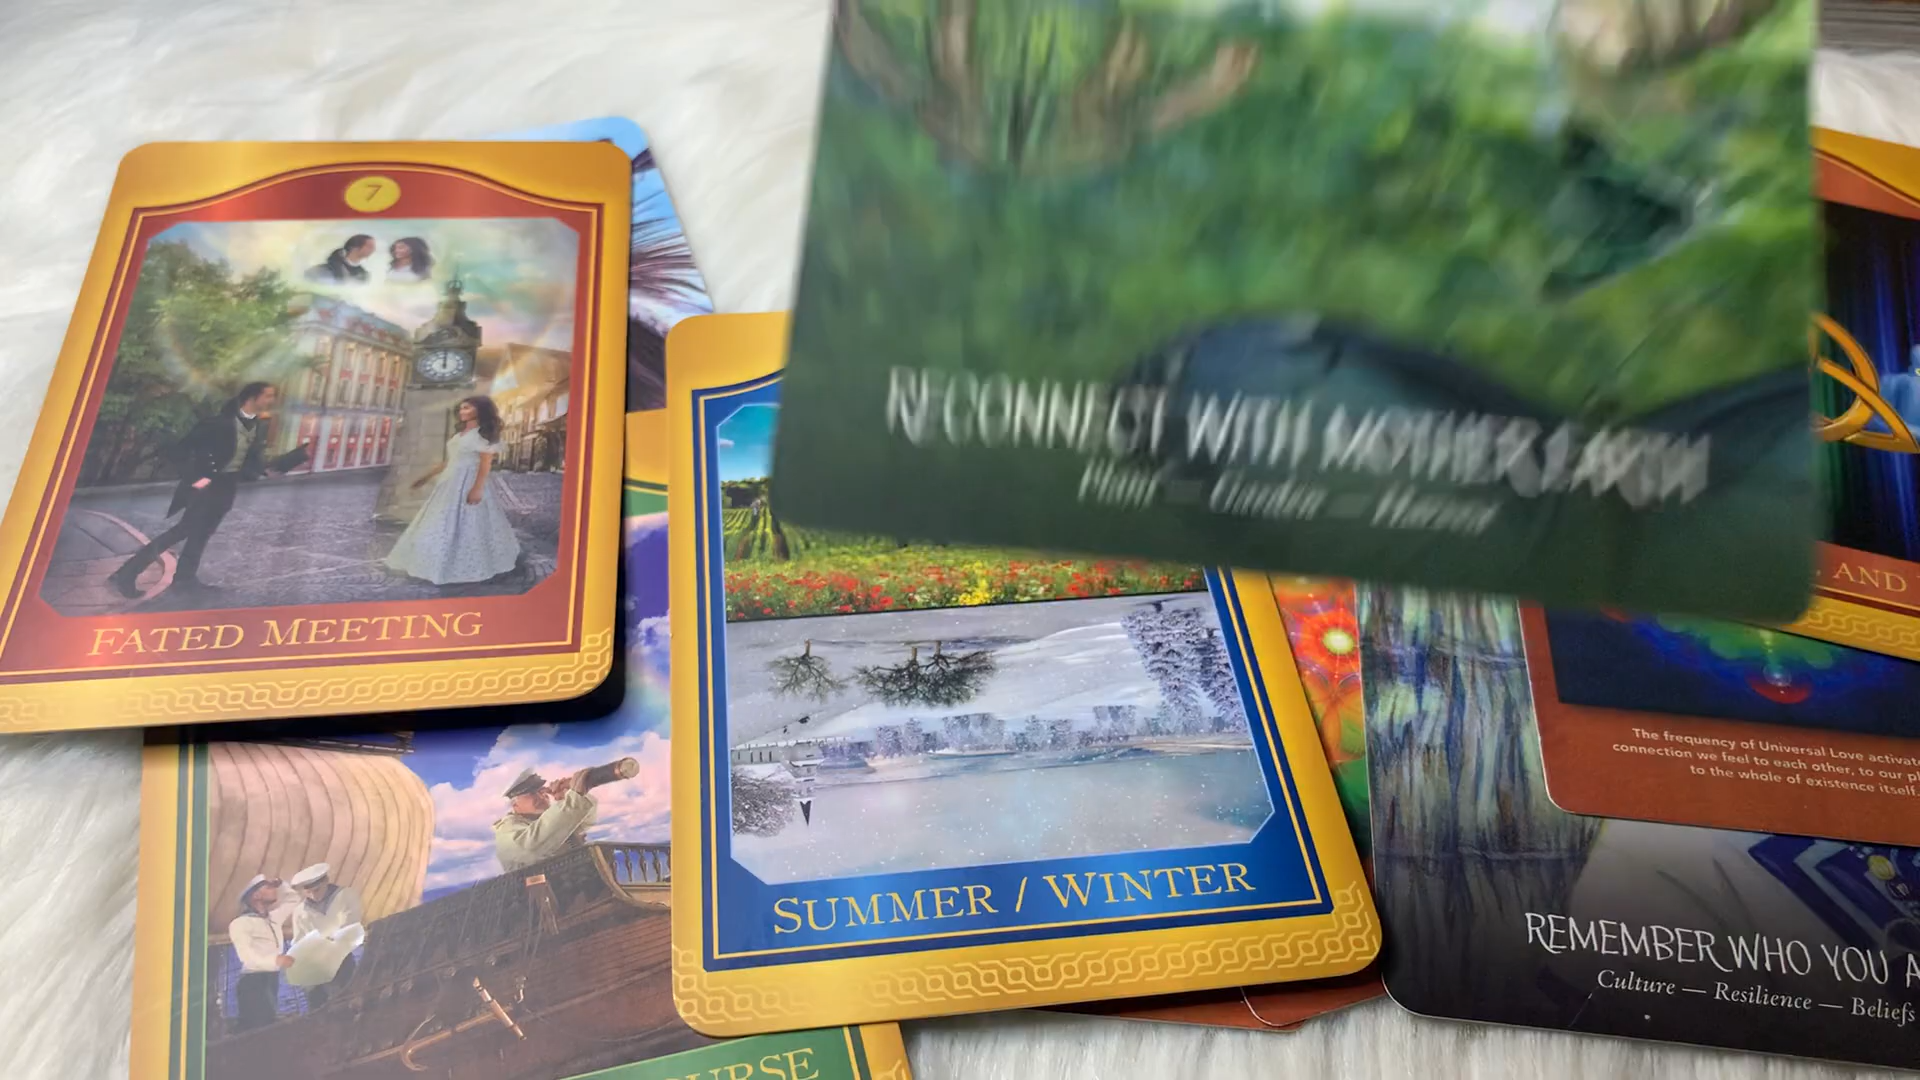 7
FATED MEETING
RECONNECT WITH MOTHER EARTH
Plant — Garden — Harvest
SUMMER / WINTER
AND
The frequency of Universal Love
connection we feel to each other, to our
to the whole of existence itself.
REMEMBER WHO YOU
Culture — Resilience — Beliefs